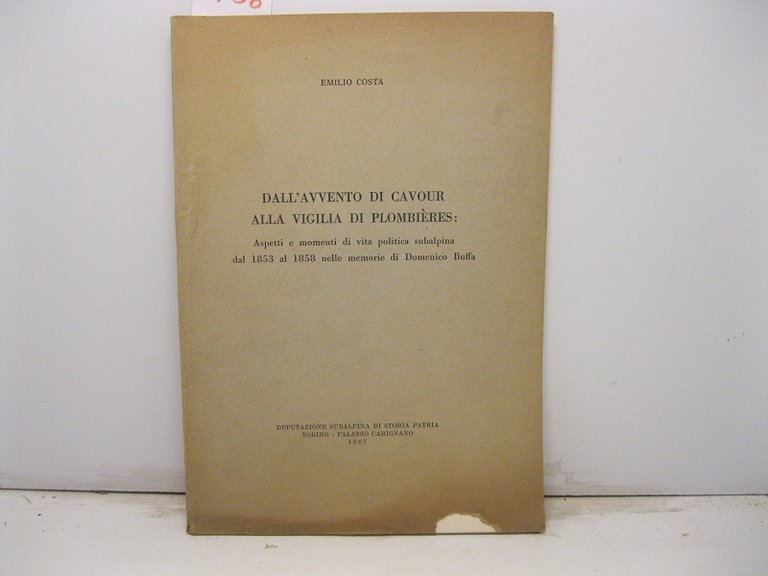 EMILIO COSTA
DALL'AVVENTO DI CAVOUR
ALLA VIGILIA DI PLOMBIÈRES:
Aspetti e momenti di vita politica subalpina
dal 1853 al 1858 nelle memorie di Domenico Buffa
DEPUTAZIONE SUBALPINA DI STORIA PATRIA
TORINO - PALAZZO CARIGNANO
1967